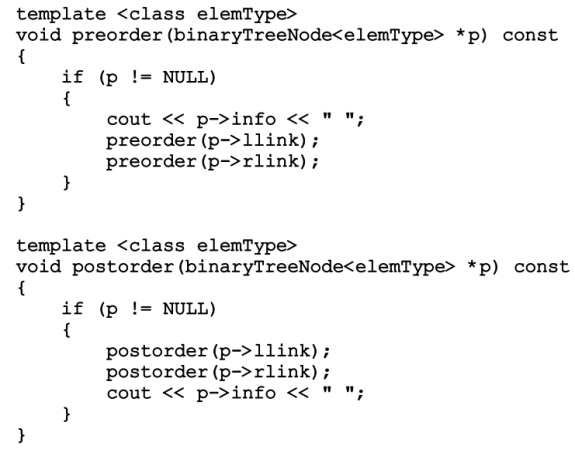 template <class elemType>
void preorder(binaryTreeNode<elemType> *p) const
{
    if (p != NULL)
    {
        cout << p->info << " ";
        preorder(p->llink);
        preorder(p->rlink);
    }
}

template <class elemType>
void postorder(binaryTreeNode<elemType> *p) const
{
    if (p != NULL)
    {
        postorder(p->llink);
        postorder(p->rlink);
        cout << p->info << " ";
    }
}